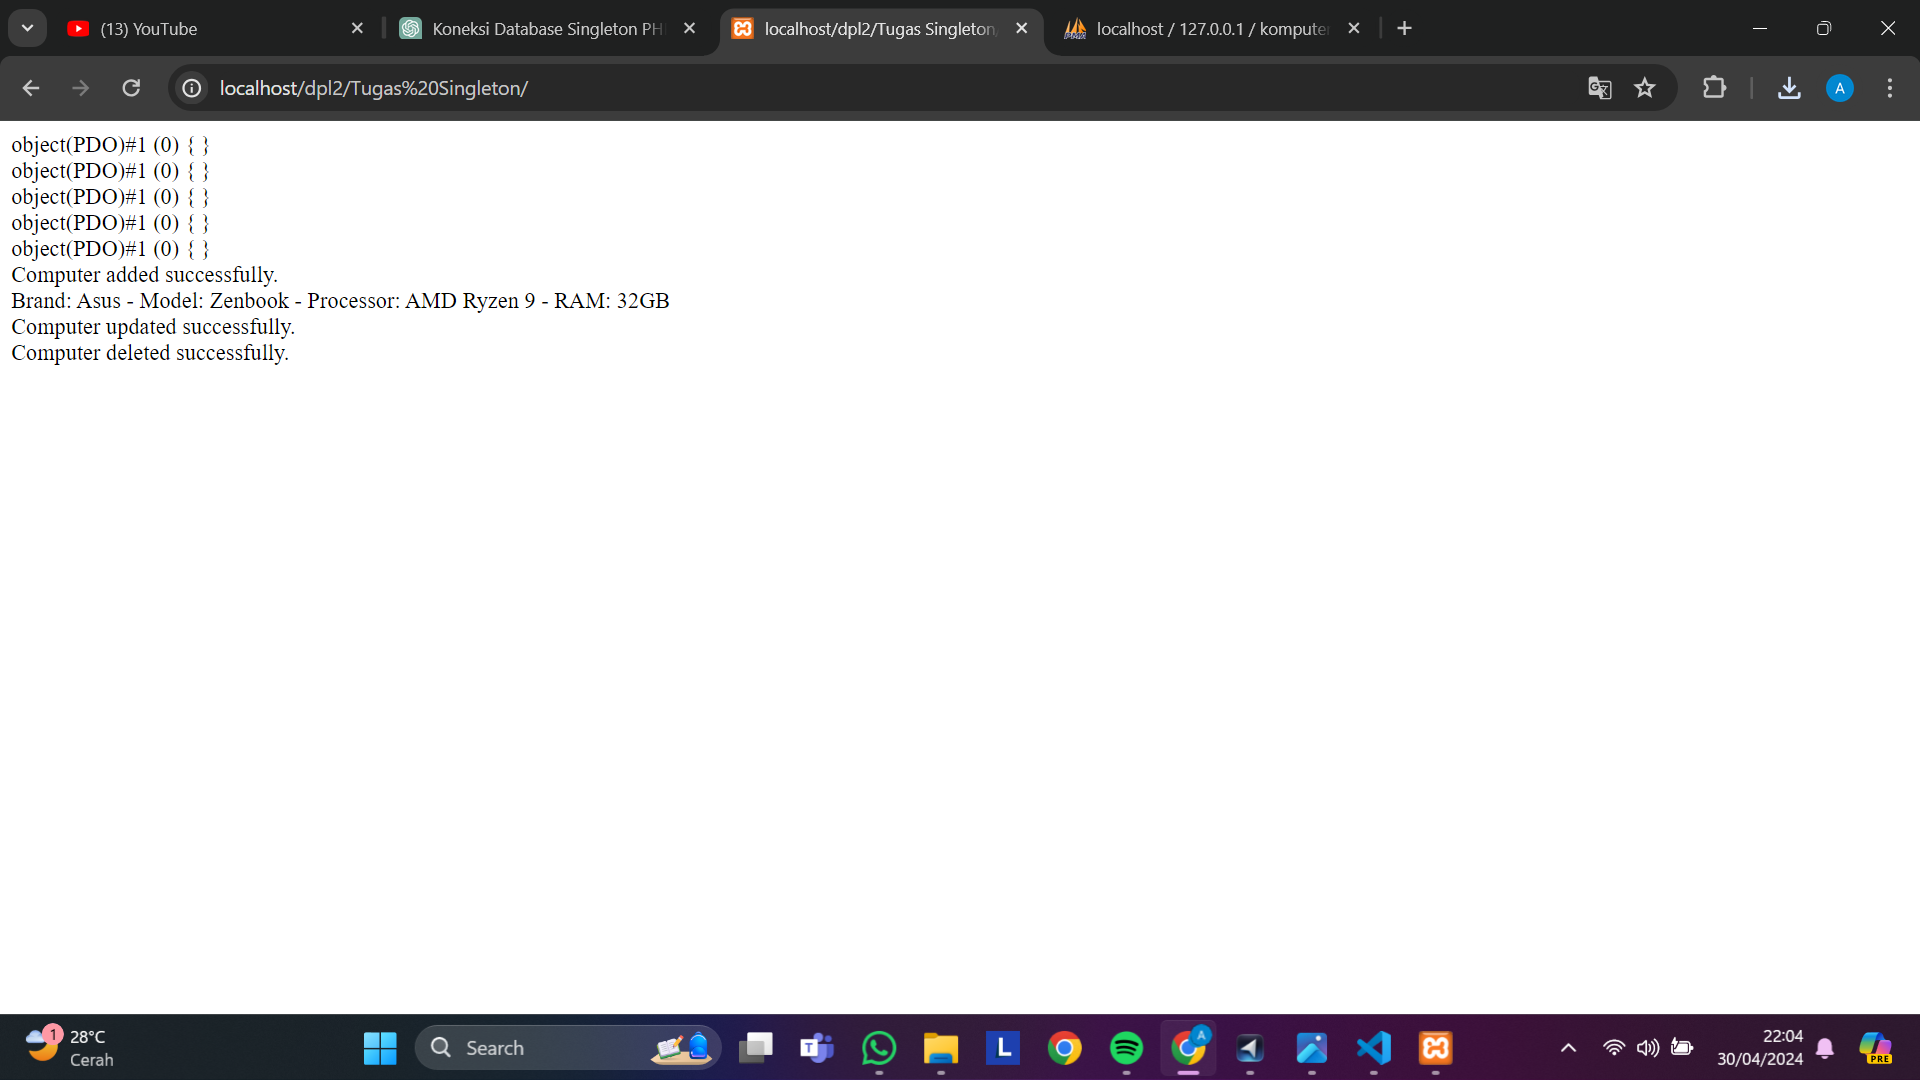 (13) YouTube
Koneksi Database Singleton PH
localhost/dpl2/Tugas Singleton
localhost / 127.0.0.1 / komputer
localhost/dpl2/Tugas%20Singleton/
A
object(PDO)#1 (0) { }
object(PDO)#1 (0) { }
object(PDO)#1 (0) { }
object(PDO)#1 (0) { }
object(PDO)#1 (0) { }
Computer added successfully.
Brand: Asus - Model: Zenbook - Processor: AMD Ryzen 9 - RAM: 32GB
Computer updated successfully.
Computer deleted successfully.
1
28°C
Cerah
Search
T
L
A
22:04
30/04/2024
PRE